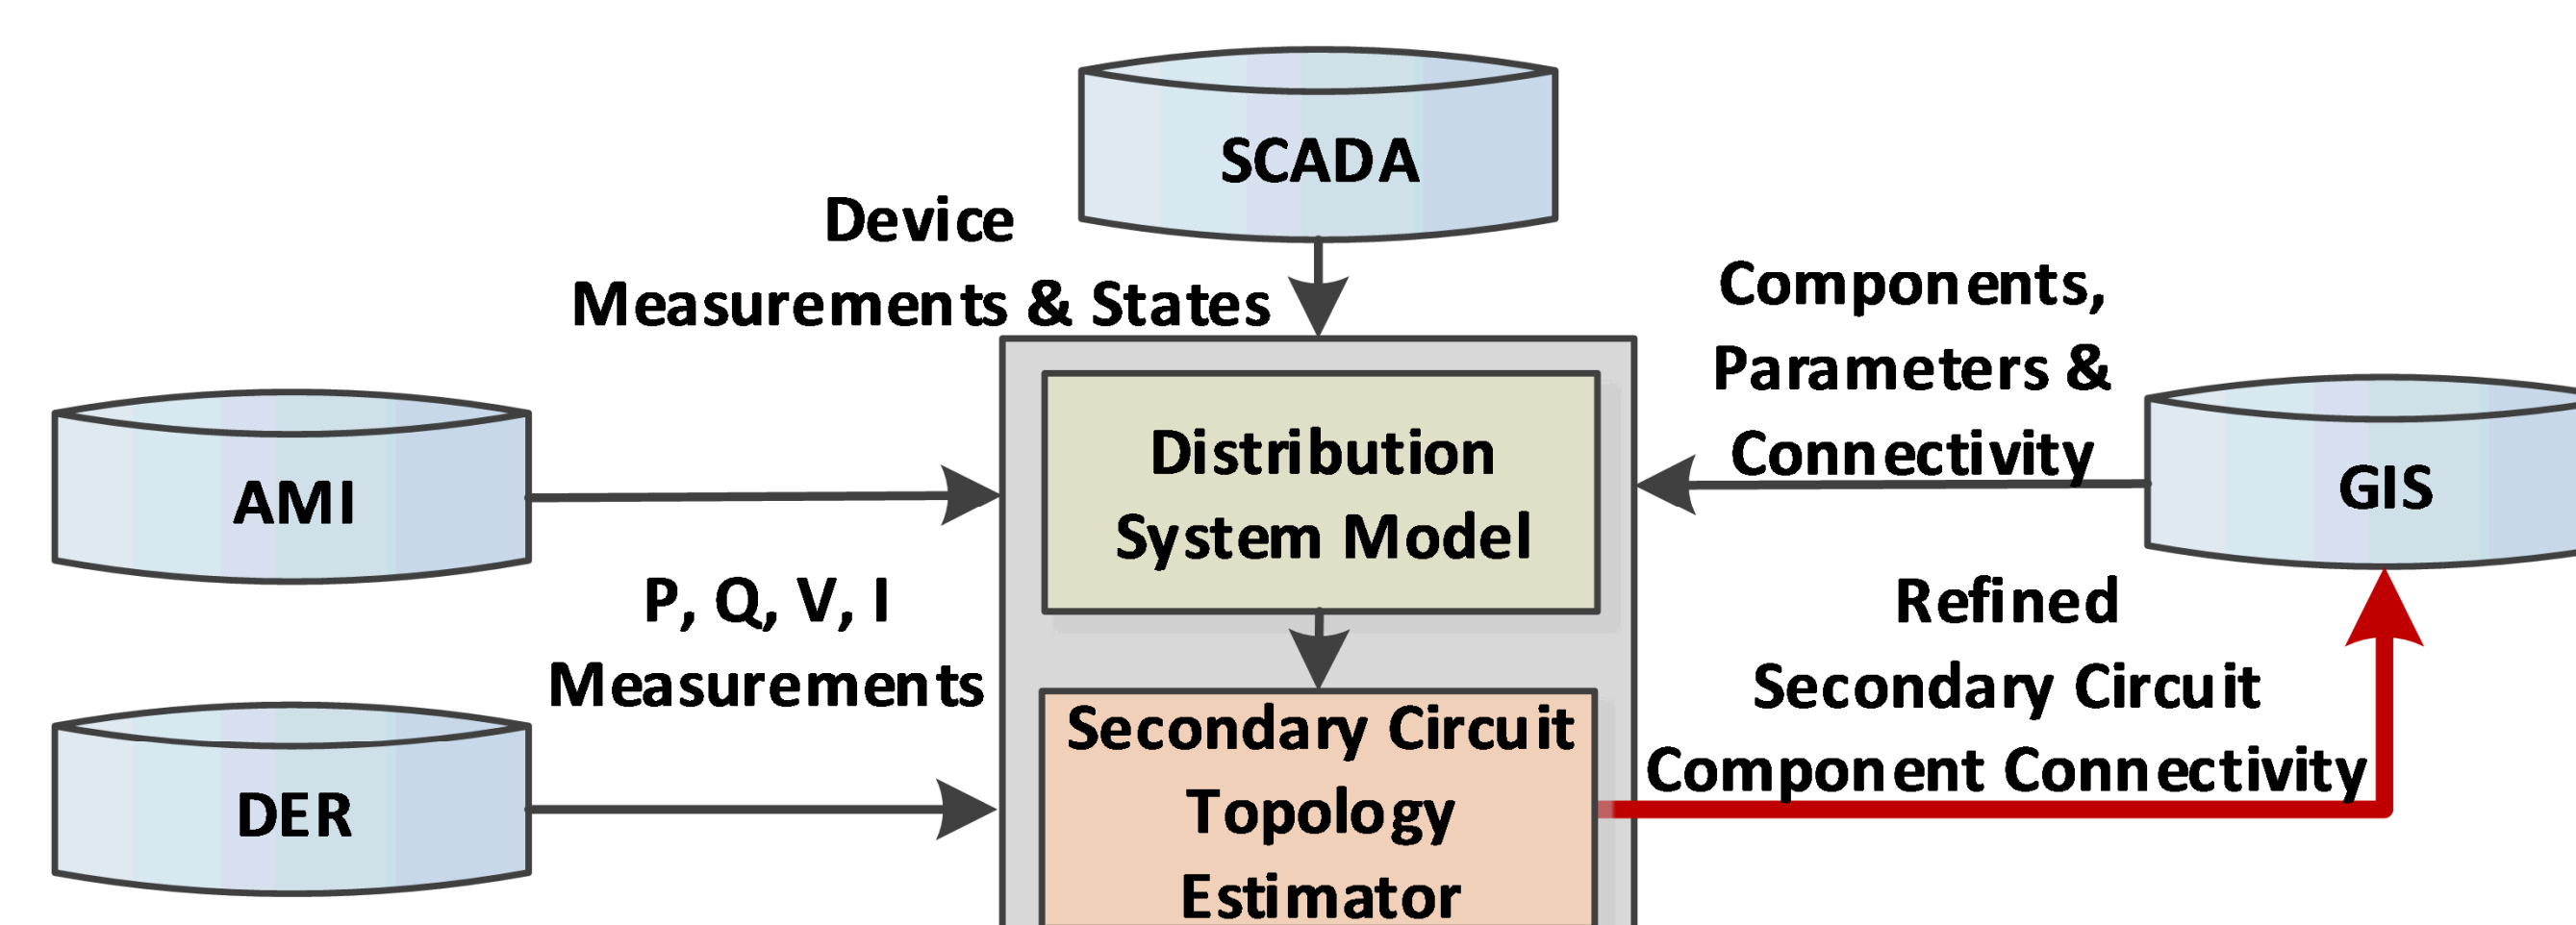 SCADA
Device
Measurements & States
Components,
Parameters &
Connectivity
Distribution
System Model
AMI
GIS
P, Q, V, I
Measurements
Refined
Secondary Circuit
Component Connectivity
Secondary Circuit
Topology
Estimator
DER